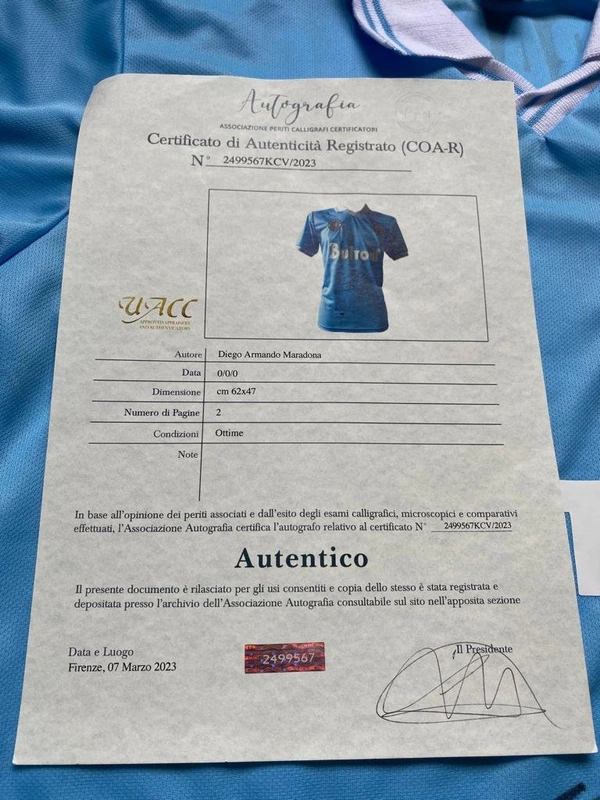 Autografia
ASSOCIAZIONE PERITI CALLIGRAFI CERTIFICATORI
Certificato di Autenticità Registrato (COA-R)
N° 2499567KCV/2023
Buitoni
UACC
APPROVED APPRAISERS
AND AUTHENTICATORS
Autore Diego Armando Maradona
Data 0/0/0
Dimensione cm 62x47
Numero di Pagine 2
Condizioni Ottime
Note
In base all'opinione dei periti associati e dall'esito degli esami calligrafici, microscopici e comparativi
effettuati, l'Associazione Autografia certifica l'autografo relativo al certificato N° 2499567KCV/2023
Autentico
Il presente documento è rilasciato per gli usi consentiti e copia dello stesso è stata registrata e
depositata presso l'archivio dell'Associazione Autografia consultabile sul sito nell'apposita sezione
Data e Luogo
Firenze, 07 Marzo 2023
2499567
Il Presidente